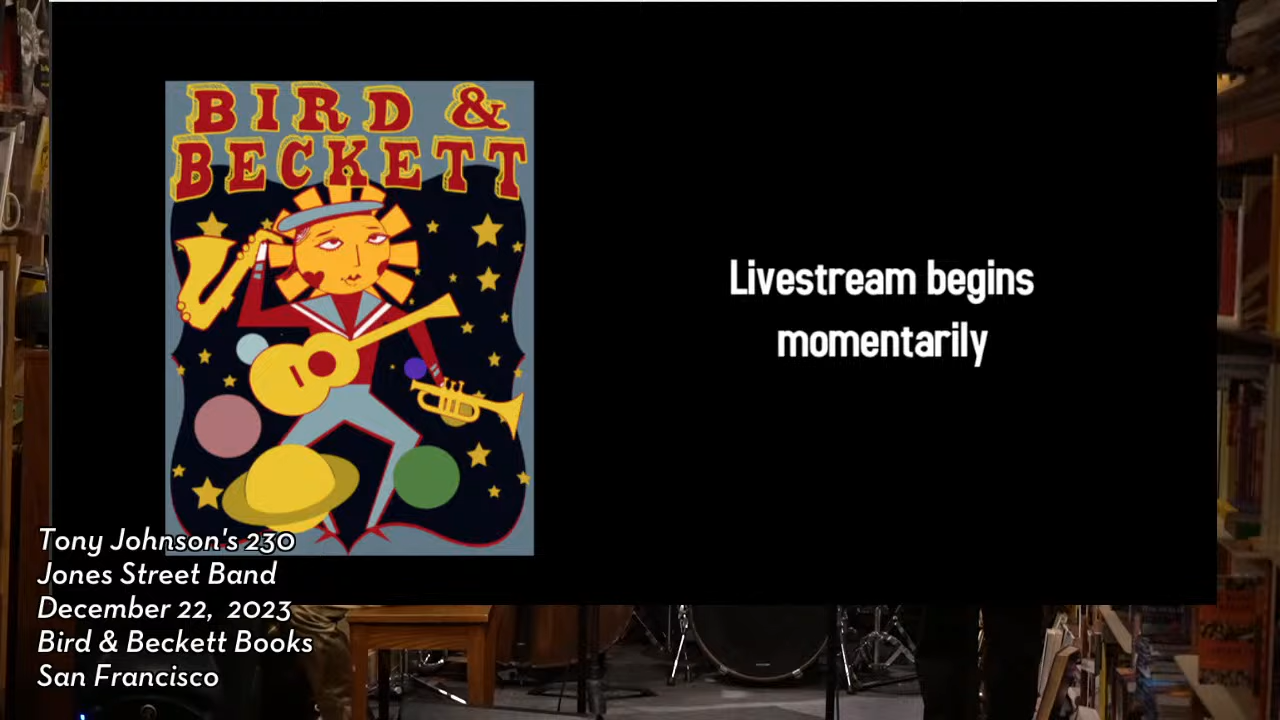 BIRD &
BECKETT
Livestream begins
momentarily
Tony Johnson's 230
Jones Street Band
December 22, 2023
Bird & Beckett Books
San Francisco